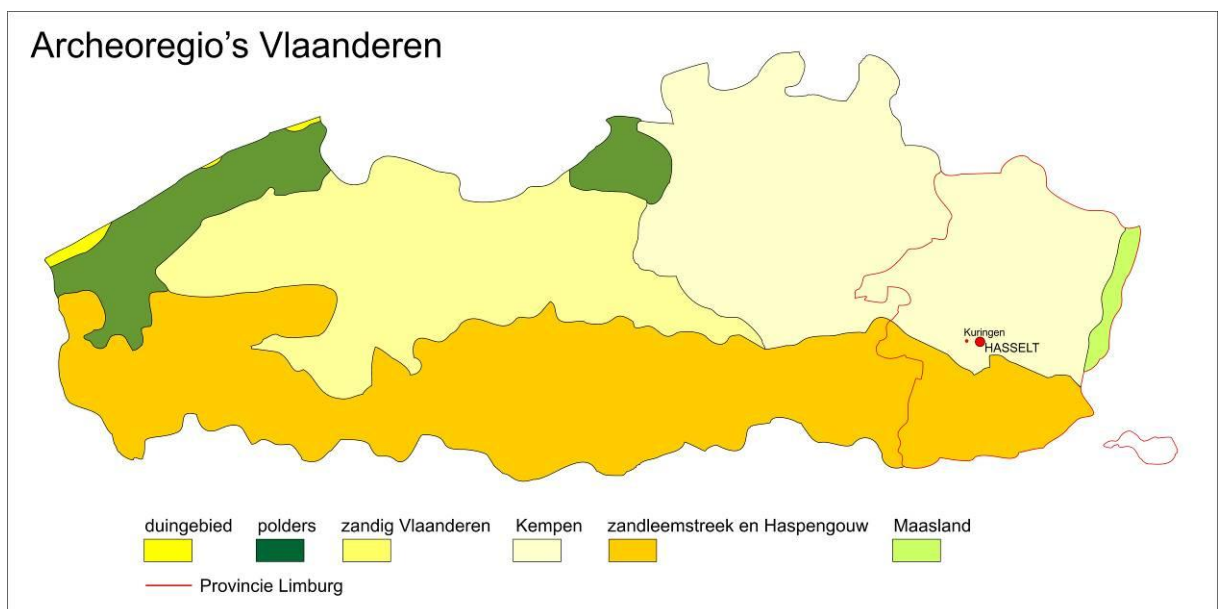 Archeoregio's Vlaanderen
Kuringen
HASSELT
duingebied polders zandig Vlaanderen Kempen zandleemstreek en Haspengouw Maasland
Provincie Limburg